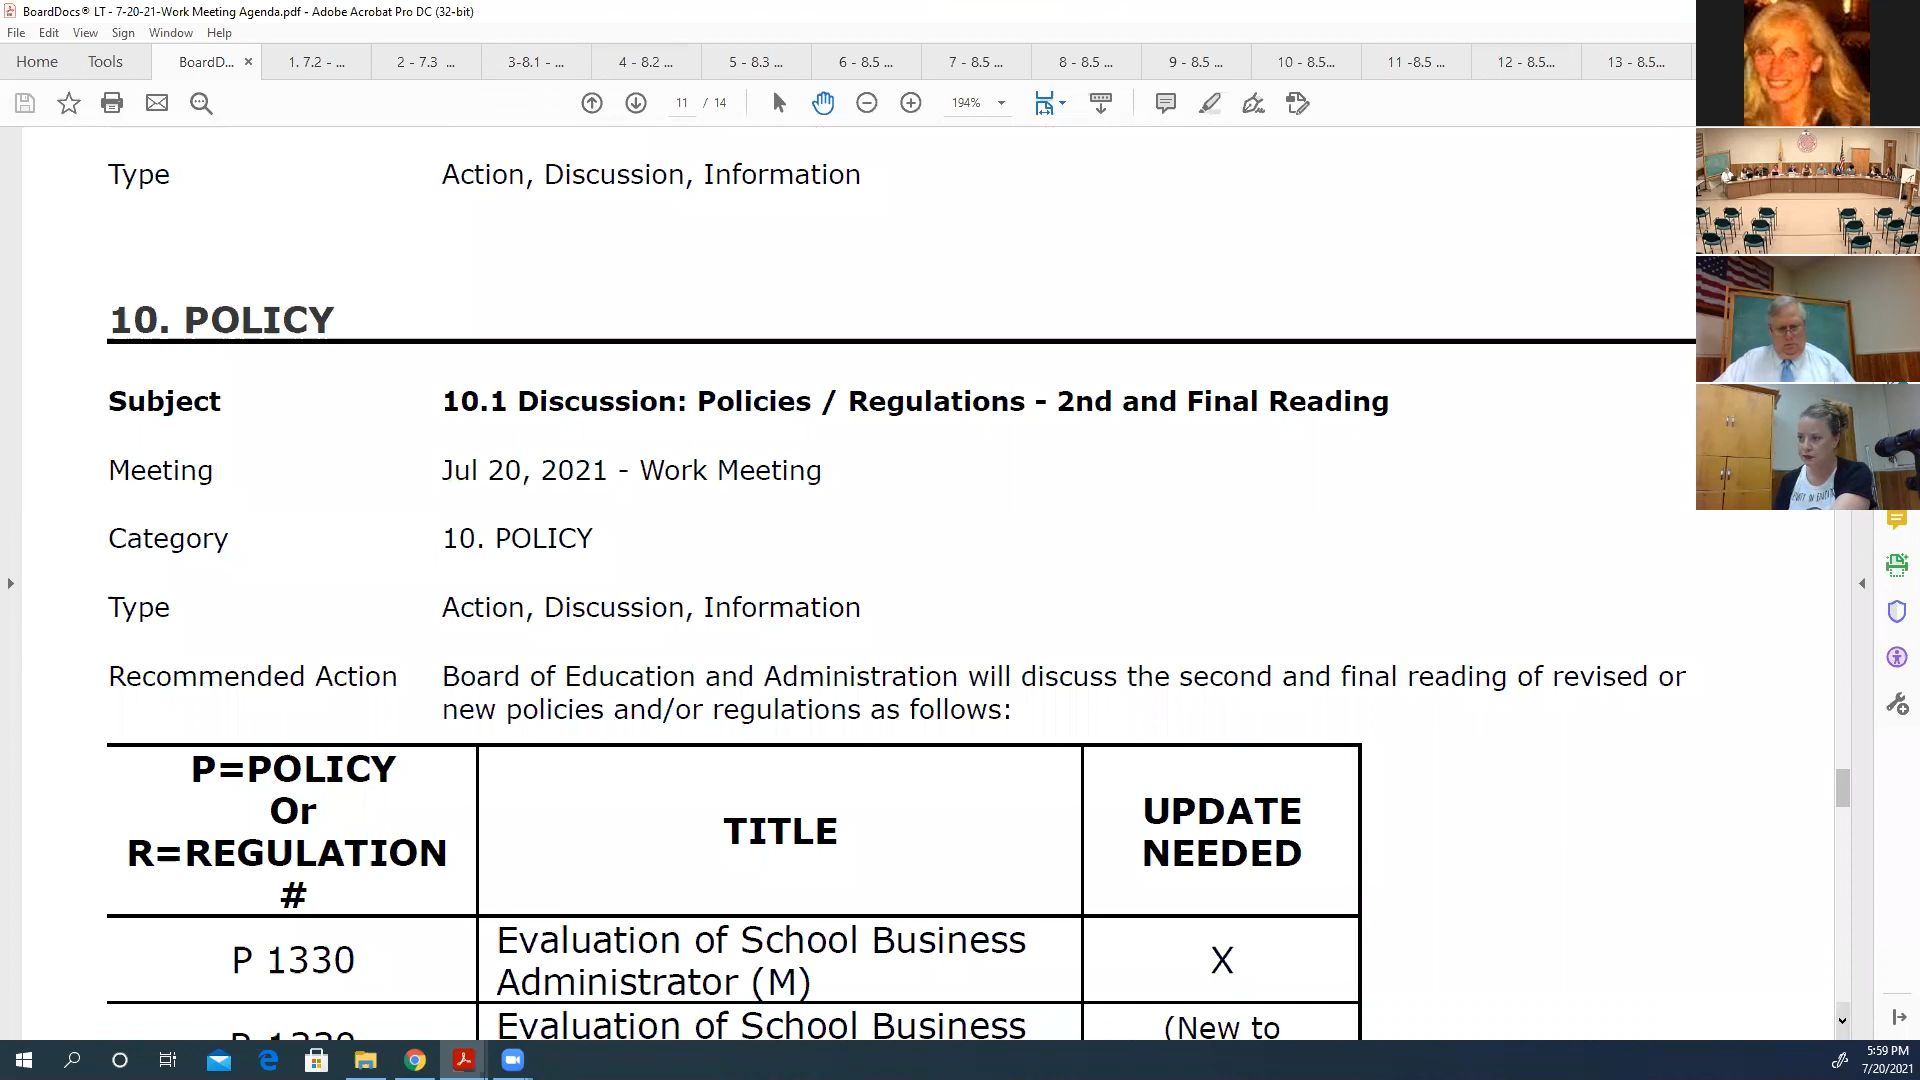 BoardDocs® LT - 7-20-21-Work Meeting Agenda.pdf - Adobe Acrobat Pro DC (32-bit)
File Edit View Sign Window Help
Home Tools BoardD... × 1. 7.2 - ... 2 - 7.3 ... 3-8.1 - ... 4 - 8.2 ... 5 - 8.3 ... 6 - 8.5 ... 7 - 8.5 ... 8 - 8.5 ... 9 - 8.5 ... 10 - 8.5... 11 -8.5 ... 12 - 8.5... 13 - 8.5...
11 / 14 194%
Type Action, Discussion, Information
10. POLICY
Subject 10.1 Discussion: Policies / Regulations - 2nd and Final Reading
Meeting Jul 20, 2021 - Work Meeting
Category 10. POLICY
Type Action, Discussion, Information
Recommended Action Board of Education and Administration will discuss the second and final reading of revised or
new policies and/or regulations as follows:
P=POLICY
Or
R=REGULATION
#
TITLE
UPDATE
NEEDED
P 1330
Evaluation of School Business
Administrator (M)
X
Evaluation of School Business
(New to
5:59 PM
7/20/2021